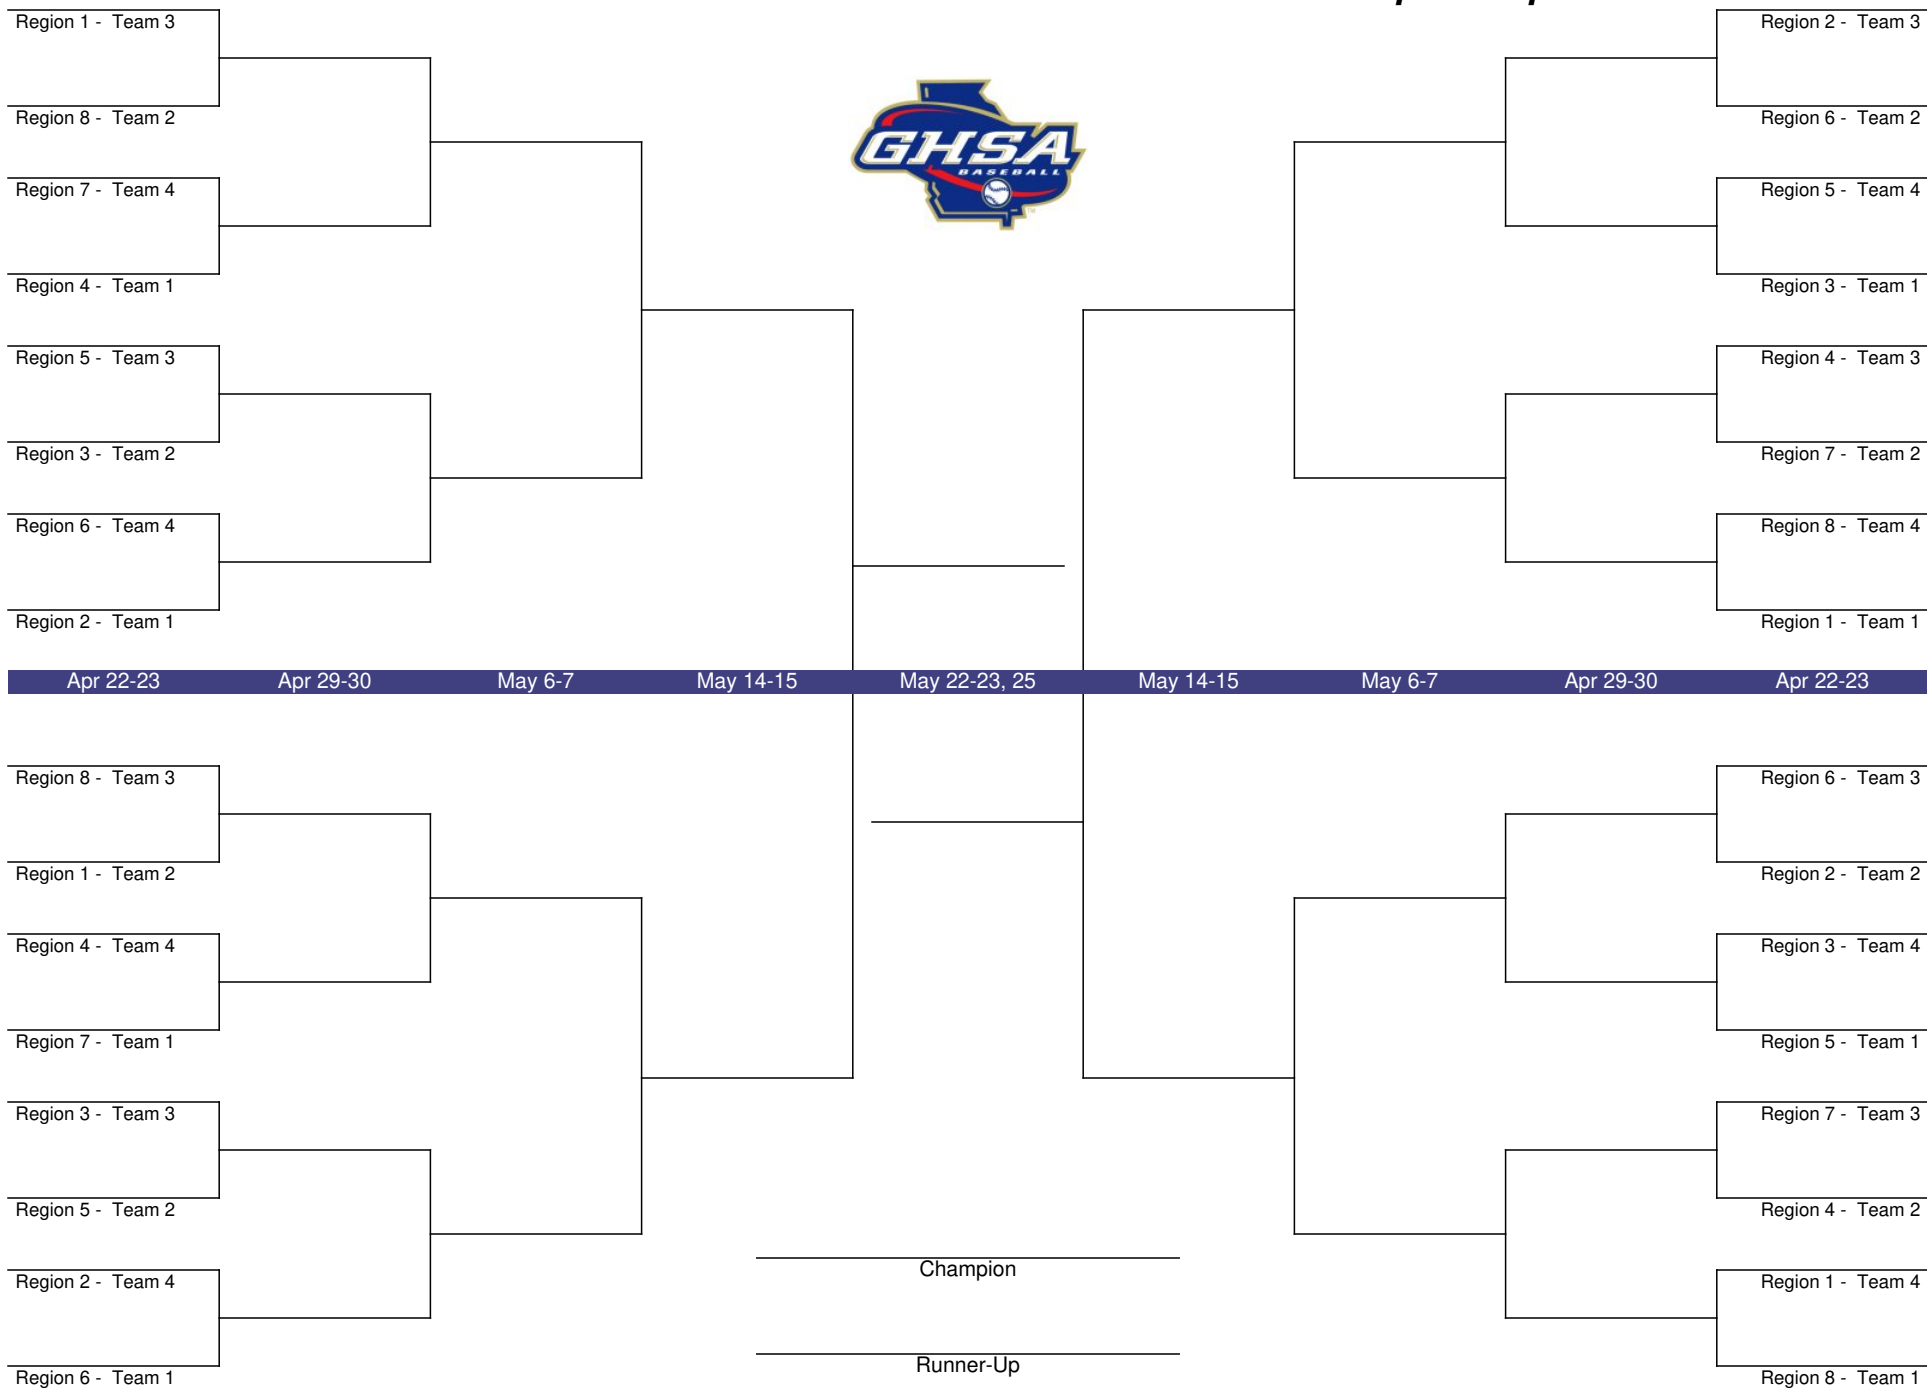 Region 1 - Team 3
Region 8 - Team 2
Region 7 - Team 4
Region 4 - Team 1
Region 5 - Team 3
Region 3 - Team 2
Region 6 - Team 4
Region 2 - Team 1
GHSA
BASEBALL
Region 2 - Team 3
Region 6 - Team 2
Region 5 - Team 4
Region 3 - Team 1
Region 4 - Team 3
Region 7 - Team 2
Region 8 - Team 4
Region 1 - Team 1
Apr 22-23 Apr 29-30 May 6-7 May 14-15 May 22-23, 25 May 14-15 May 6-7 Apr 29-30 Apr 22-23
Region 8 - Team 3
Region 1 - Team 2
Region 4 - Team 4
Region 7 - Team 1
Region 3 - Team 3
Region 5 - Team 2
Region 2 - Team 4
Region 6 - Team 1
Champion
Runner-Up
Region 6 - Team 3
Region 2 - Team 2
Region 3 - Team 4
Region 5 - Team 1
Region 7 - Team 3
Region 4 - Team 2
Region 1 - Team 4
Region 8 - Team 1